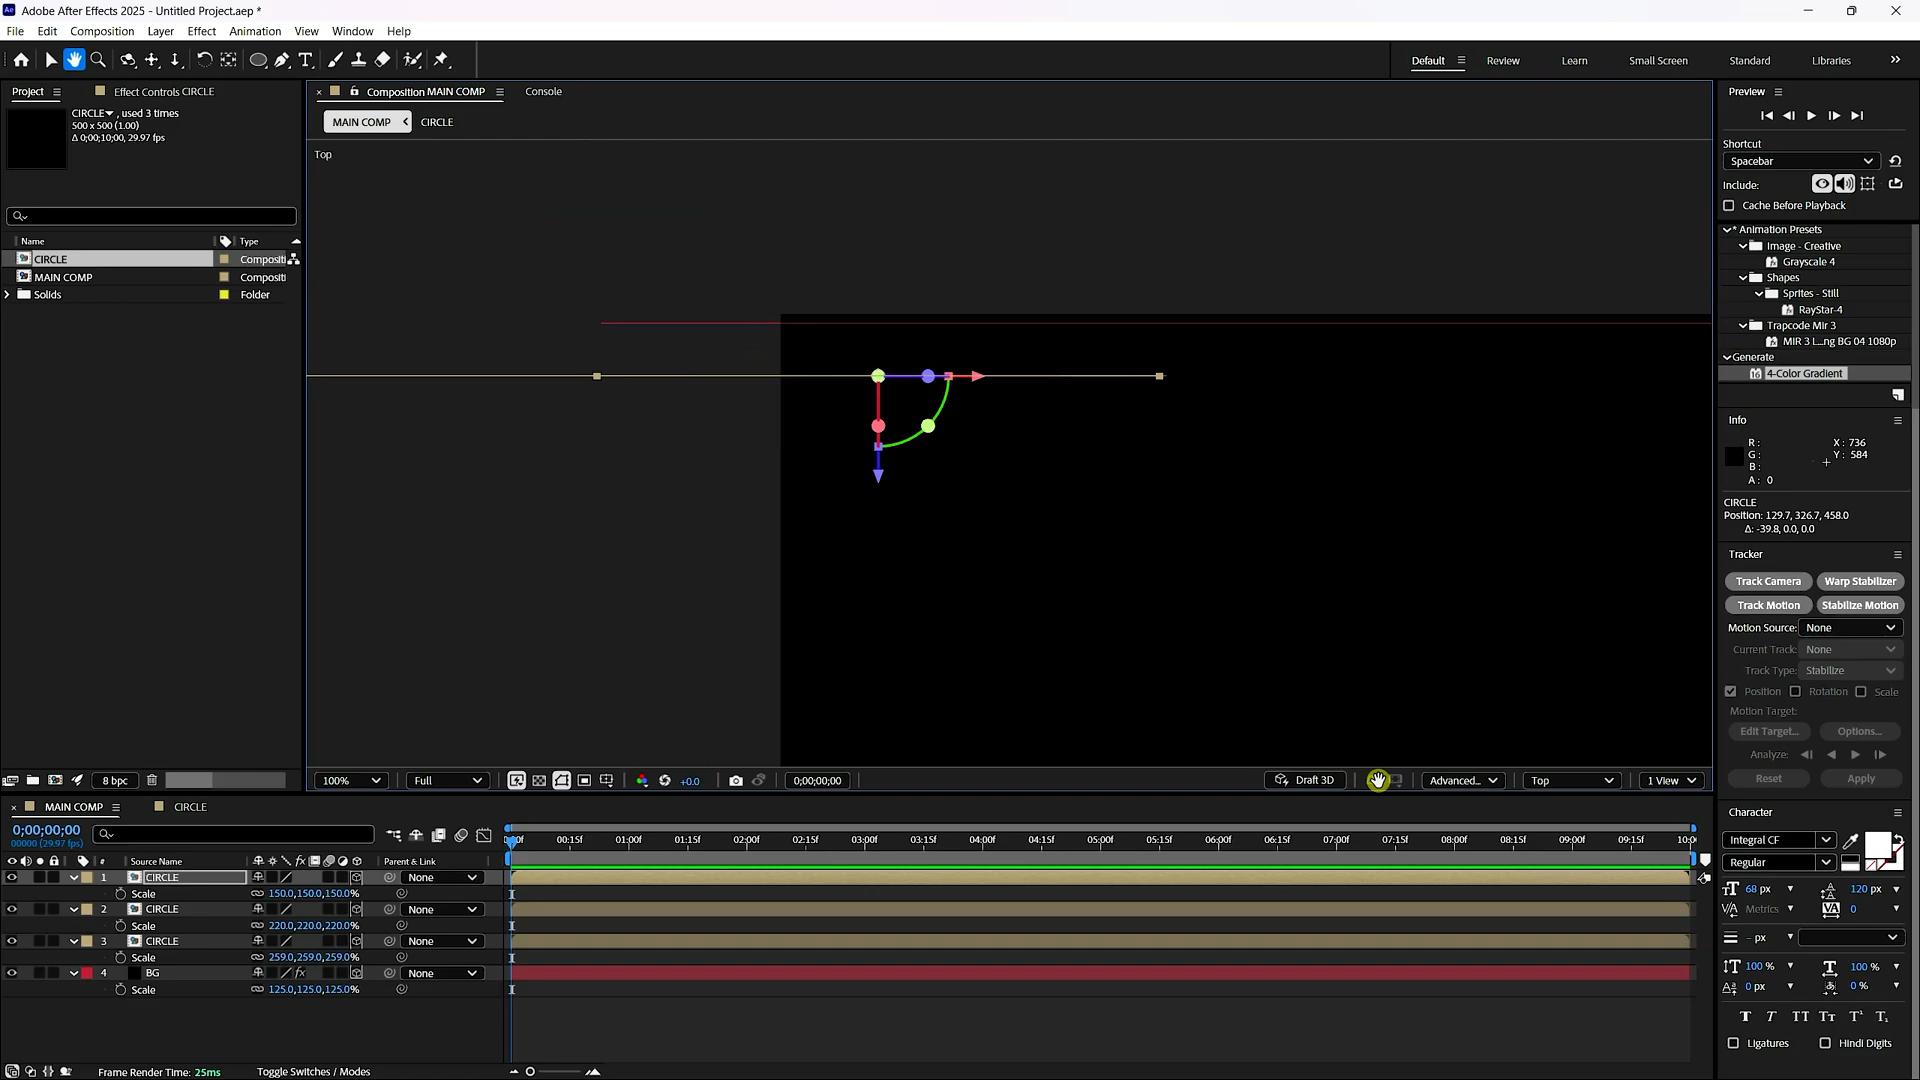 Adobe After Effects 2025 - Untitled Project.aep *
File Edit Composition Layer Effect Animation View Window Help
Default Review Learn Small Screen Standard Libraries
Project Effect Controls CIRCLE
CIRCLE , used 3 times
500 x 500 (1.00)
Δ 0;00;10;00, 29.97 fps
Composition MAIN COMP Console
MAIN COMP CIRCLE
Top
Name Type
CIRCLE Compositi
MAIN COMP Compositi
Solids Folder
8 bpc
100% Full +0.0 0;00;00;00 Draft 3D Advanced... Top 1 View
Preview
Shortcut
Spacebar
Include:
Cache Before Playback
* Animation Presets
Image - Creative
Grayscale 4
Shapes
Sprites - Still
RayStar-4
Trapcode Mir 3
MIR 3 L...ng BG 04 1080p
Generate
4-Color Gradient
Info
R: X: 736
G: Y: 584
B:
A: 0
CIRCLE
Position: 129.7, 326.7, 458.0
Δ: -39.8, 0.0, 0.0
Tracker
Track Camera Warp Stabilizer
Track Motion Stabilize Motion
Motion Source: None
Current Track: None
Track Type: Stabilize
Position Rotation Scale
Motion Target:
Edit Target... Options...
Analyze:
Reset Apply
Character
Integral CF
Regular
68 px 120 px
Metrics 0
- px
100 % 100 %
0 px 0 %
T T TT Tt T¹ T₁
Ligatures Hindi Digits
MAIN COMP CIRCLE
0;00;00;00
00000 (29.97 fps)
00:15f 01:00f 01:15f 02:00f 02:15f 03:00f 03:15f 04:00f 04:15f 05:00f 05:15f 06:00f 06:15f 07:00f 07:15f 08:00f 08:15f 09:00f 09:15f 10:0
# Source Name Parent & Link
1 CIRCLE None
Scale 150.0,150.0,150.0%
2 CIRCLE None
Scale 220.0,220.0,220.0%
3 CIRCLE None
Scale 259.0,259.0,259.0%
4 BG None
Scale 125.0,125.0,125.0%
Frame Render Time: 25ms Toggle Switches / Modes